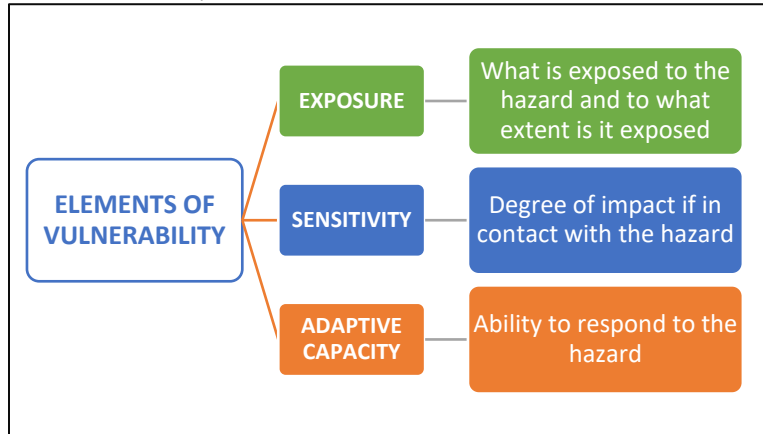 ELEMENTS OF
VULNERABILITY
EXPOSURE
What is exposed to the
hazard and to what
extent is it exposed
SENSITIVITY
Degree of impact if in
contact with the hazard
ADAPTIVE
CAPACITY
Ability to respond to the
hazard